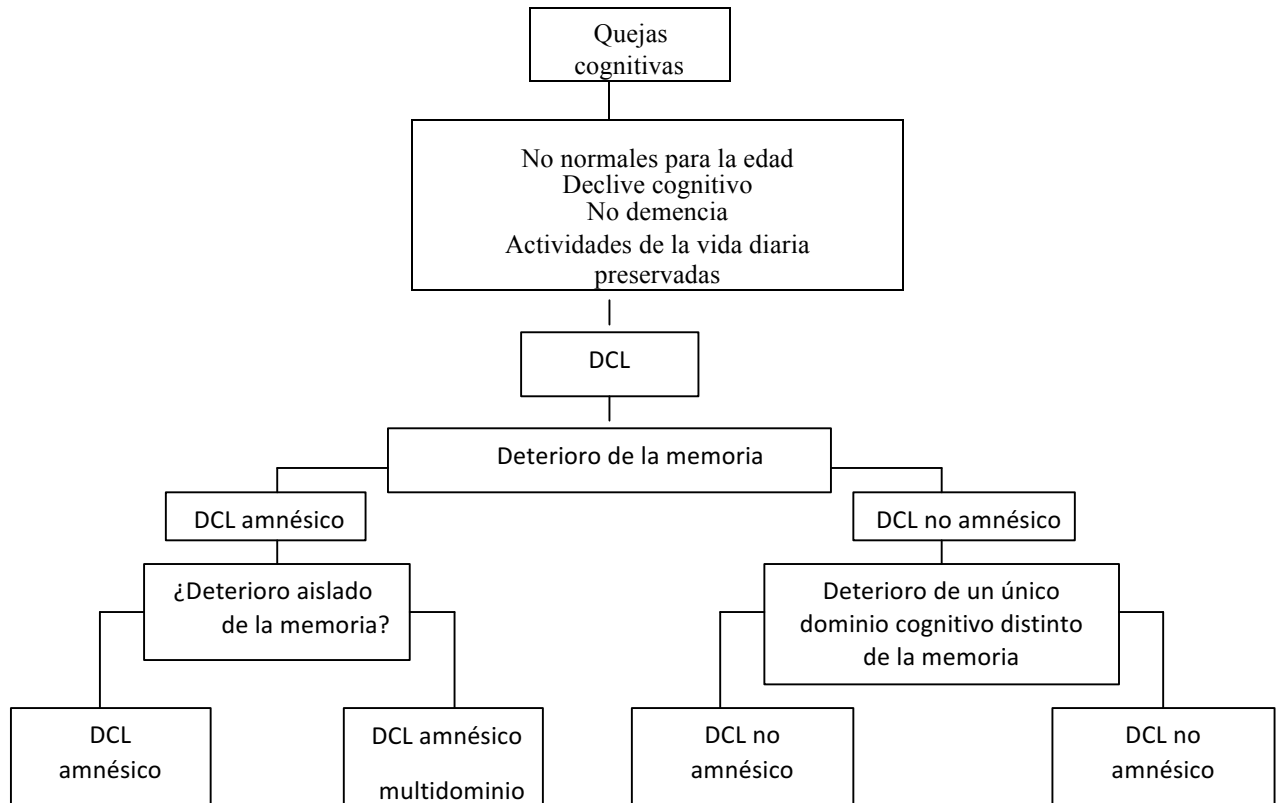 Quejas
cognitivas
No normales para la edad
Declive cognitivo
No demencia
Actividades de la vida diaria
preservadas
DCL
Deterioro de la memoria
DCL amnésico
DCL no amnésico
¿Deterioro aislado
de la memoria?
Deterioro de un único
dominio cognitivo distinto
de la memoria
DCL
amnésico
DCL amnésico
multidominio
DCL no
amnésico
DCL no
amnésico